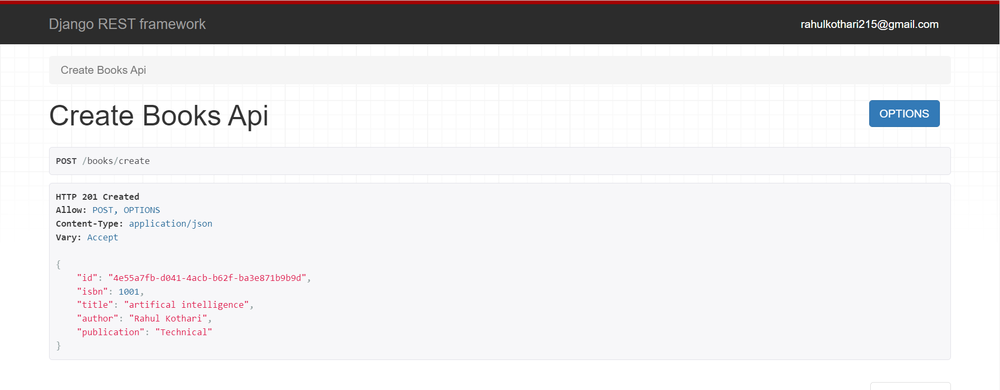 Django REST framework
rahulkothari215@gmail.com
Create Books Api
Create Books Api
OPTIONS
POST /books/create
HTTP 201 Created
Allow: POST, OPTIONS
Content-Type: application/json
Vary: Accept
{
    "id": "4e55a7fb-d041-4acb-b62f-ba3e871b9b9d",
    "isbn": 1001,
    "title": "artifical intelligence",
    "author": "Rahul Kothari",
    "publication": "Technical"
}